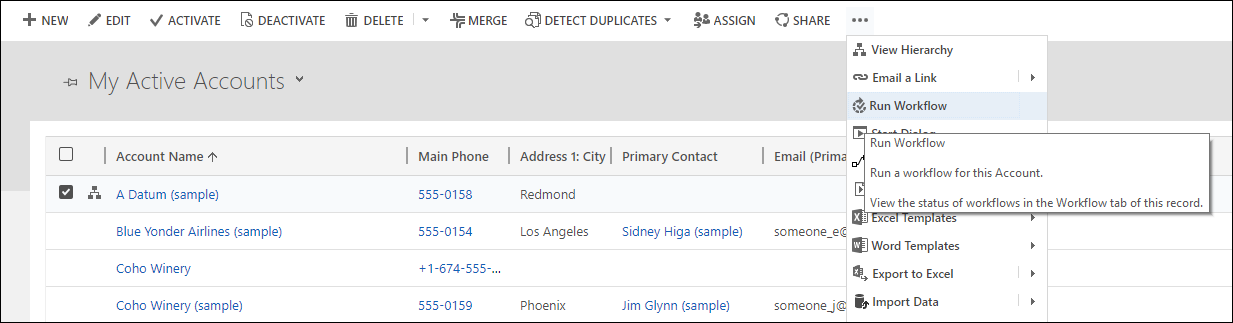 NEW EDIT ACTIVATE DEACTIVATE DELETE MERGE DETECT DUPLICATES ASSIGN SHARE
View Hierarchy
My Active Accounts
Email a Link
Run Workflow
Run Workflow
Run a workflow for this Account.
View the status of workflows in the Workflow tab of this record.
Account Name Main Phone Address 1: City Primary Contact Email (Prima
A Datum (sample) 555-0158 Redmond
Excel Templates
Blue Yonder Airlines (sample) 555-0154 Los Angeles Sidney Higa (sample) someone_e@
Word Templates
Coho Winery +1-674-555-...
Export to Excel
Coho Winery (sample) 555-0159 Phoenix Jim Glynn (sample) someone_j@
Import Data